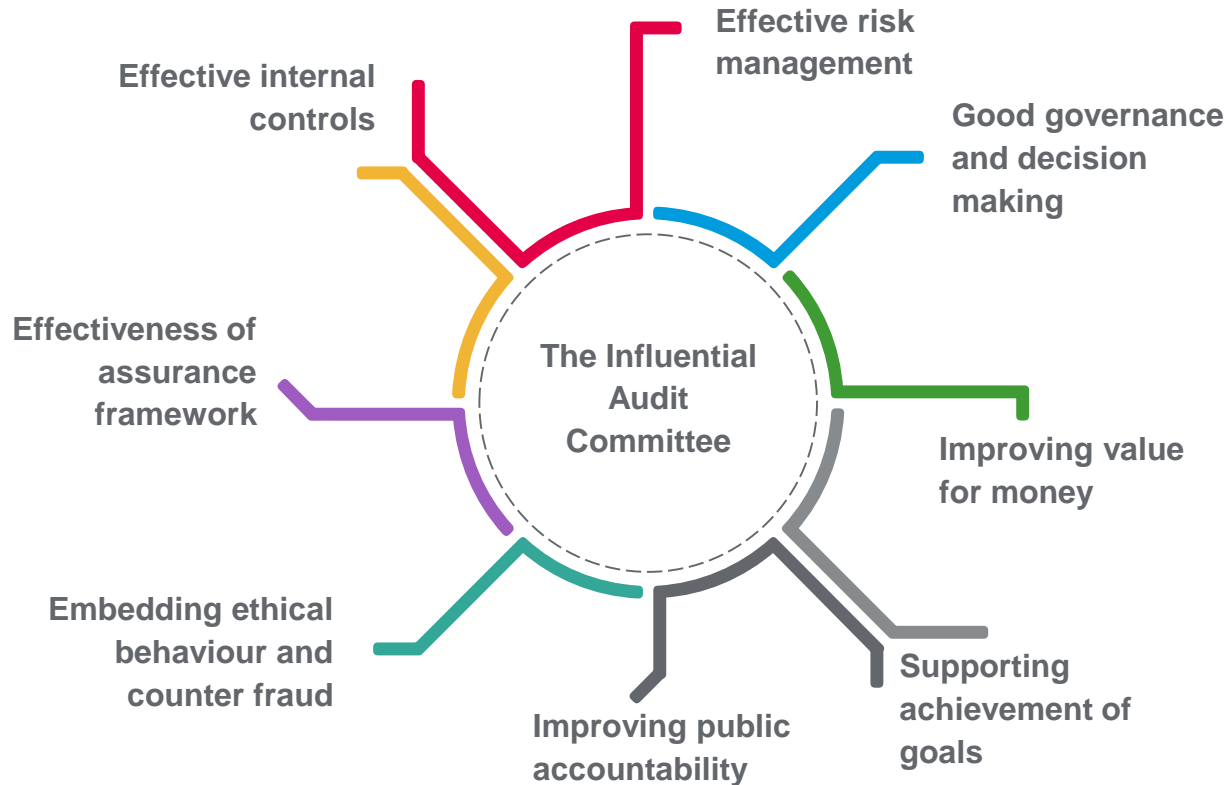 Effective risk
management
Effective internal
controls
Good governance
and decision
making
Effectiveness of
assurance
framework
The Influential
Audit
Committee
Improving value
for money
Embedding ethical
behaviour and
counter fraud
Supporting
achievement of
goals
Improving public
accountability